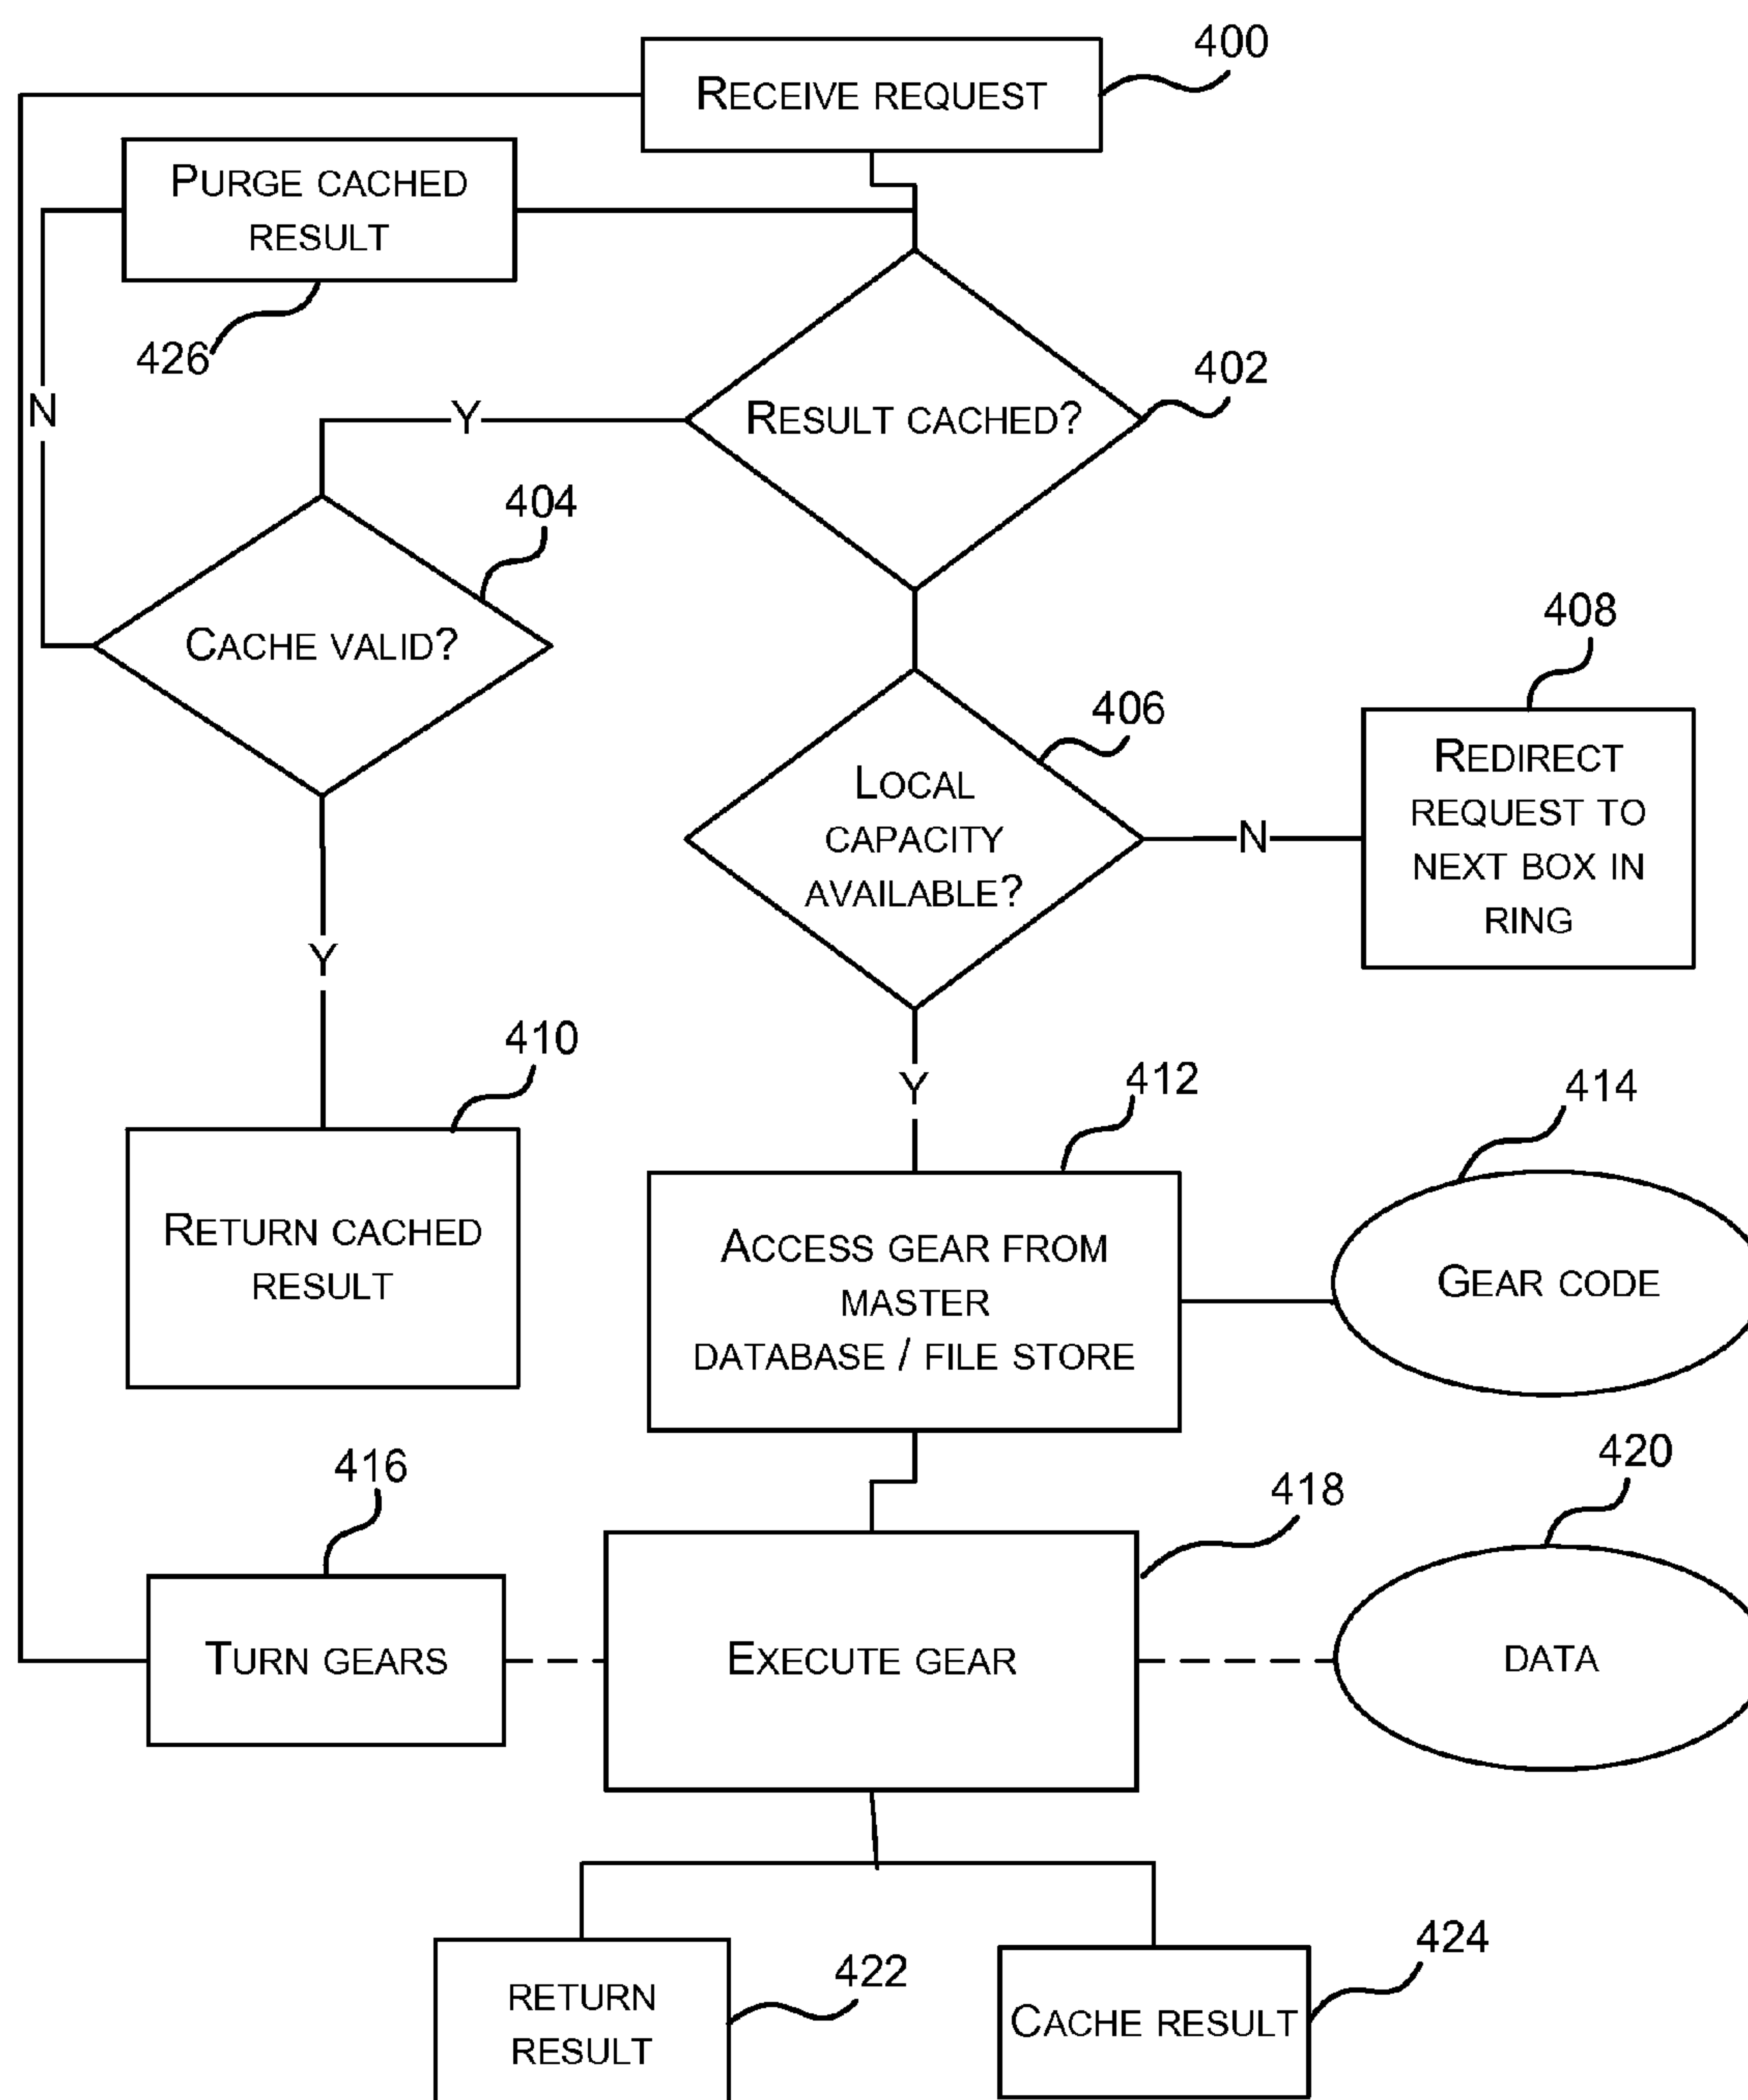 400
RECEIVE REQUEST
PURGE CACHED
RESULT
426
402
N
Y
RESULT CACHED?
404
CACHE VALID?
408
406
REDIRECT
REQUEST TO
NEXT BOX IN
RING
LOCAL
CAPACITY
AVAILABLE?
N
Y
410
Y
412
414
RETURN CACHED
RESULT
ACCESS GEAR FROM
MASTER
DATABASE / FILE STORE
GEAR CODE
416
418
420
TURN GEARS
EXECUTE GEAR
DATA
422
424
RETURN
RESULT
CACHE RESULT